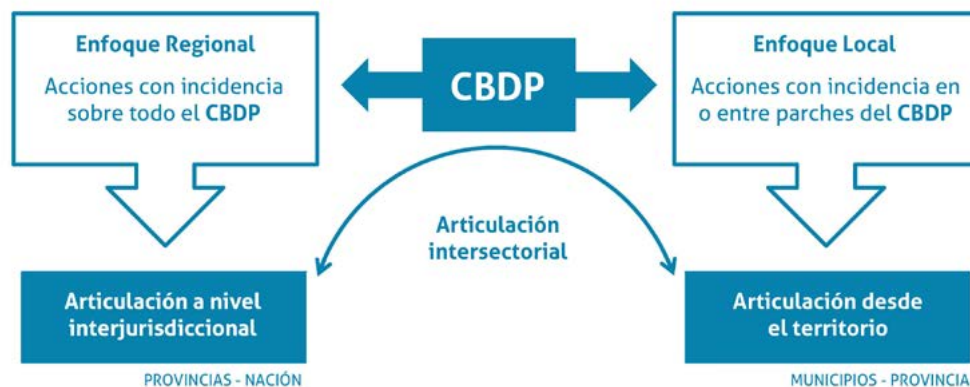 Enfoque Regional
Acciones con incidencia
sobre todo el CBDP
CBDP
Enfoque Local
Acciones con incidencia en
o entre parches del CBDP
Articulación
intersectorial
Articulación a nivel
interjurisdiccional
PROVINCIAS - NACIÓN
Articulación desde
el territorio
MUNICIPIOS - PROVINCIA